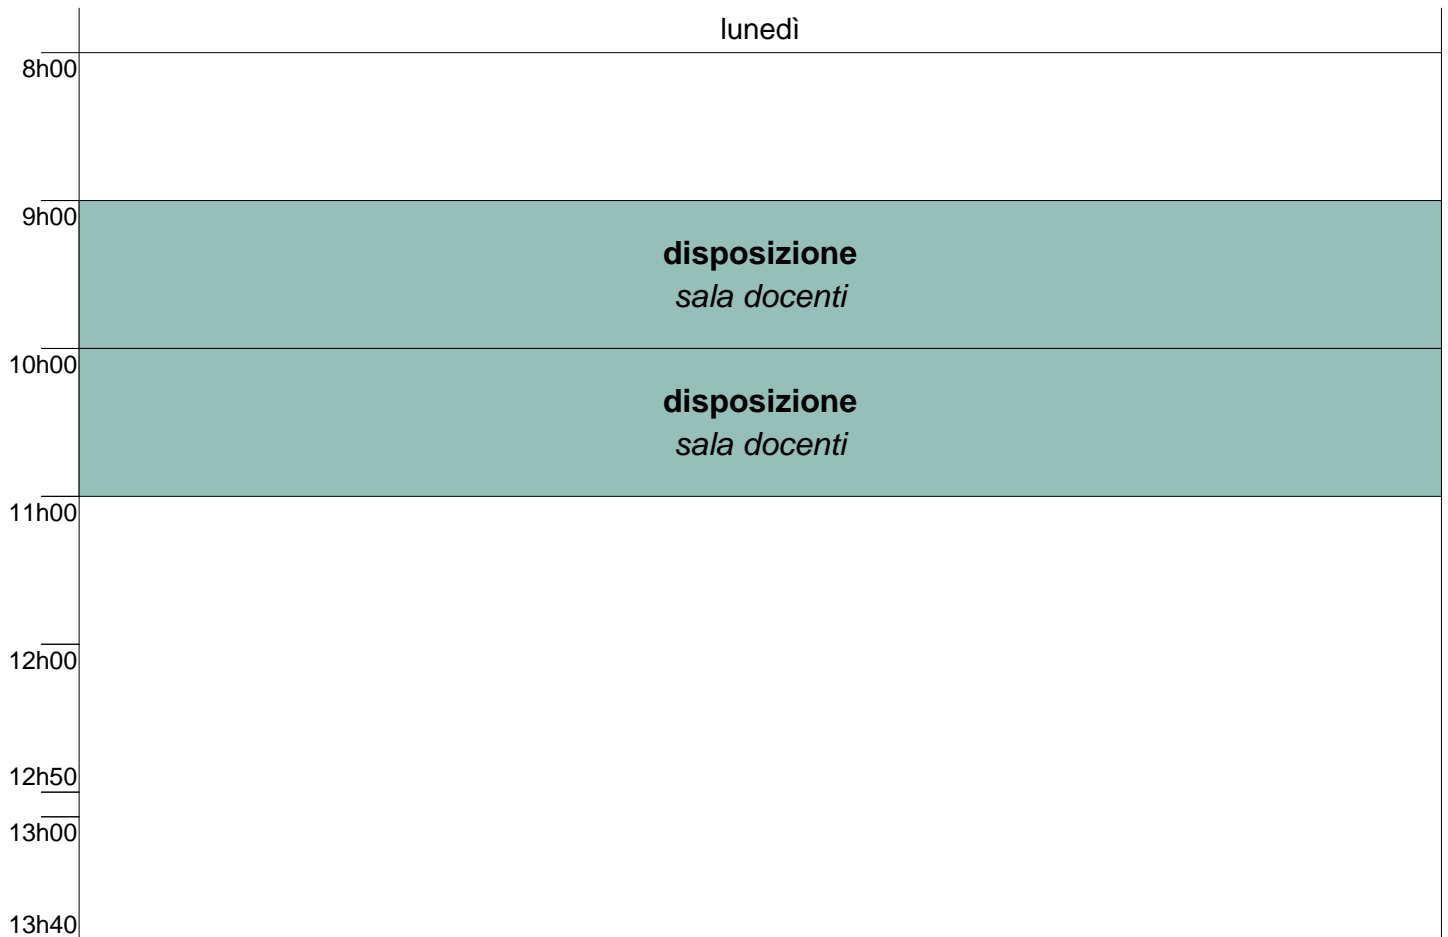 lunedì
8h00
9h00
disposizione
sala docenti
10h00
disposizione
sala docenti
11h00
12h00
12h50
13h00
13h40